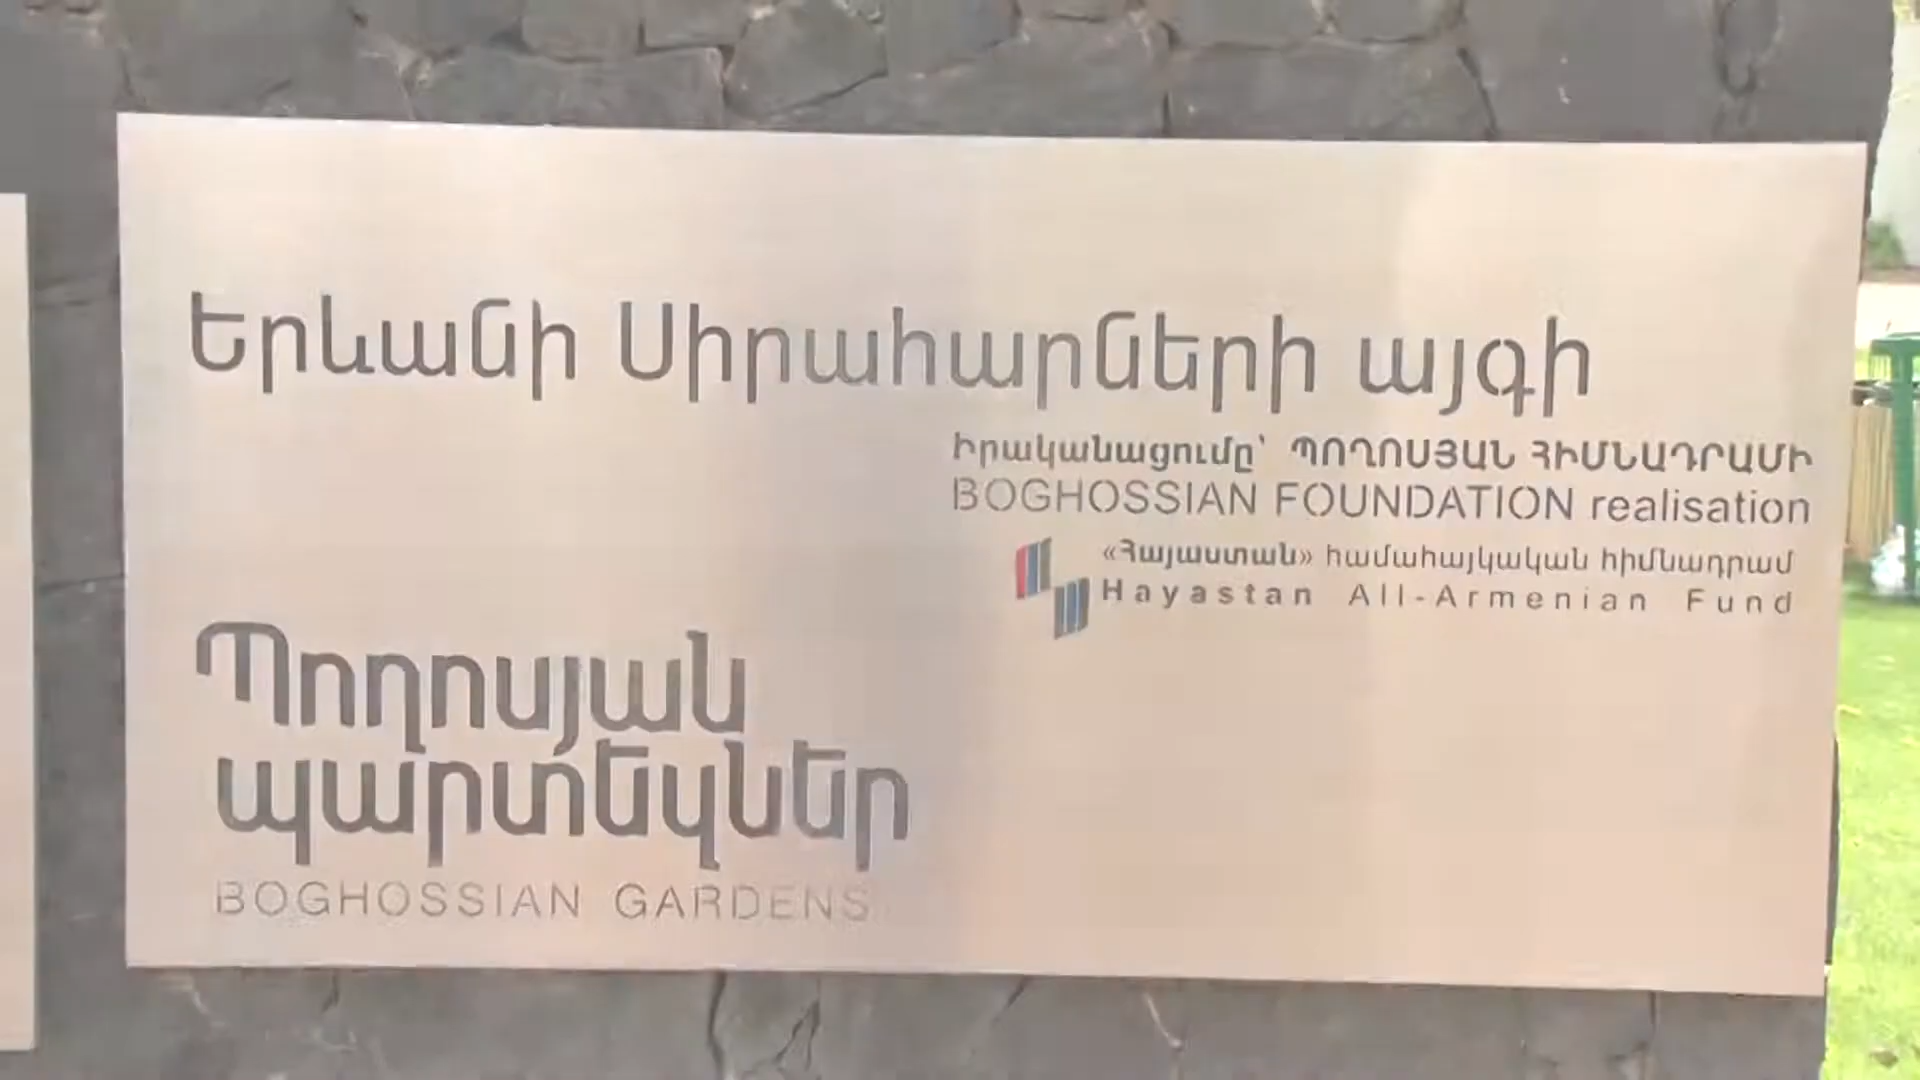 Երևանի Սիրահարների այգի
Իրականացումը՝ ՊՈՂՈՍՅԱՆ ՀԻՄՆԱԴՐԱՄԻ
BOGHOSSIAN FOUNDATION realisation
«Հայաստան» համահայկական հիմնադրամ
Hayastan All-Armenian Fund
Պողոսյան
պարտեկներ
BOGHOSSIAN GARDENS